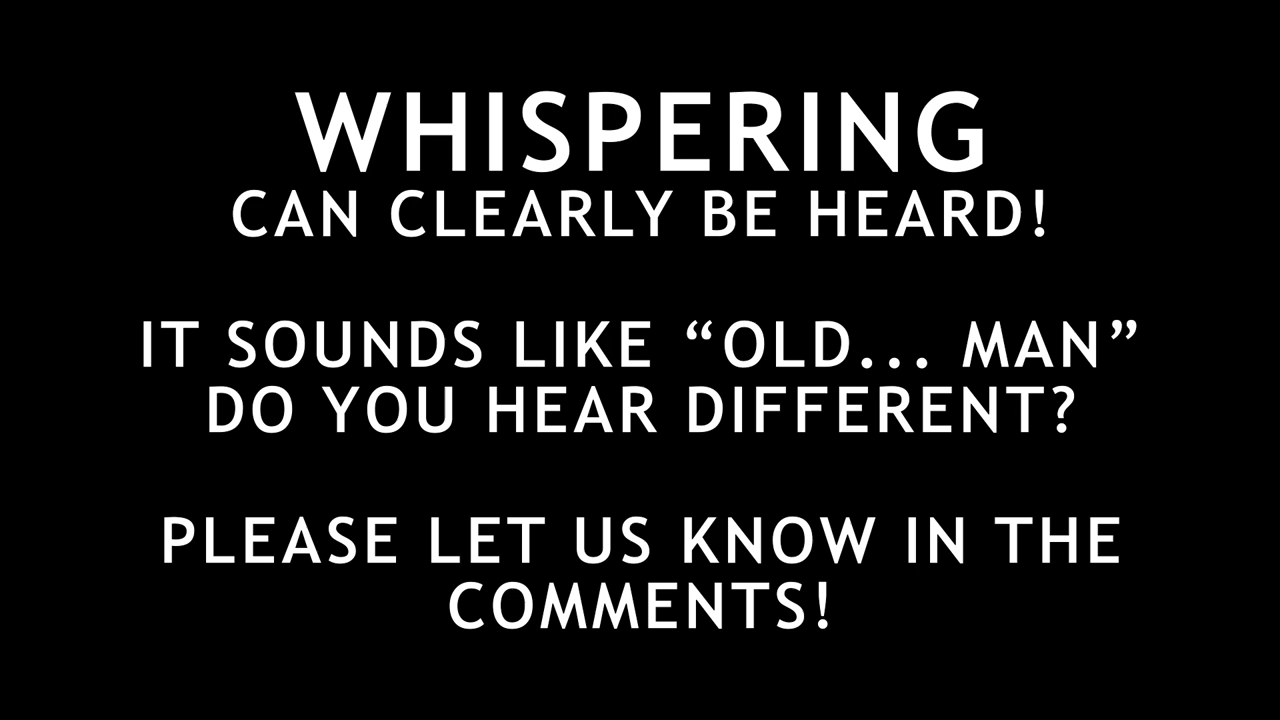 WHISPERING
CAN CLEARLY BE HEARD!
IT SOUNDS LIKE “OLD... MAN”
DO YOU HEAR DIFFERENT?
PLEASE LET US KNOW IN THE
COMMENTS!